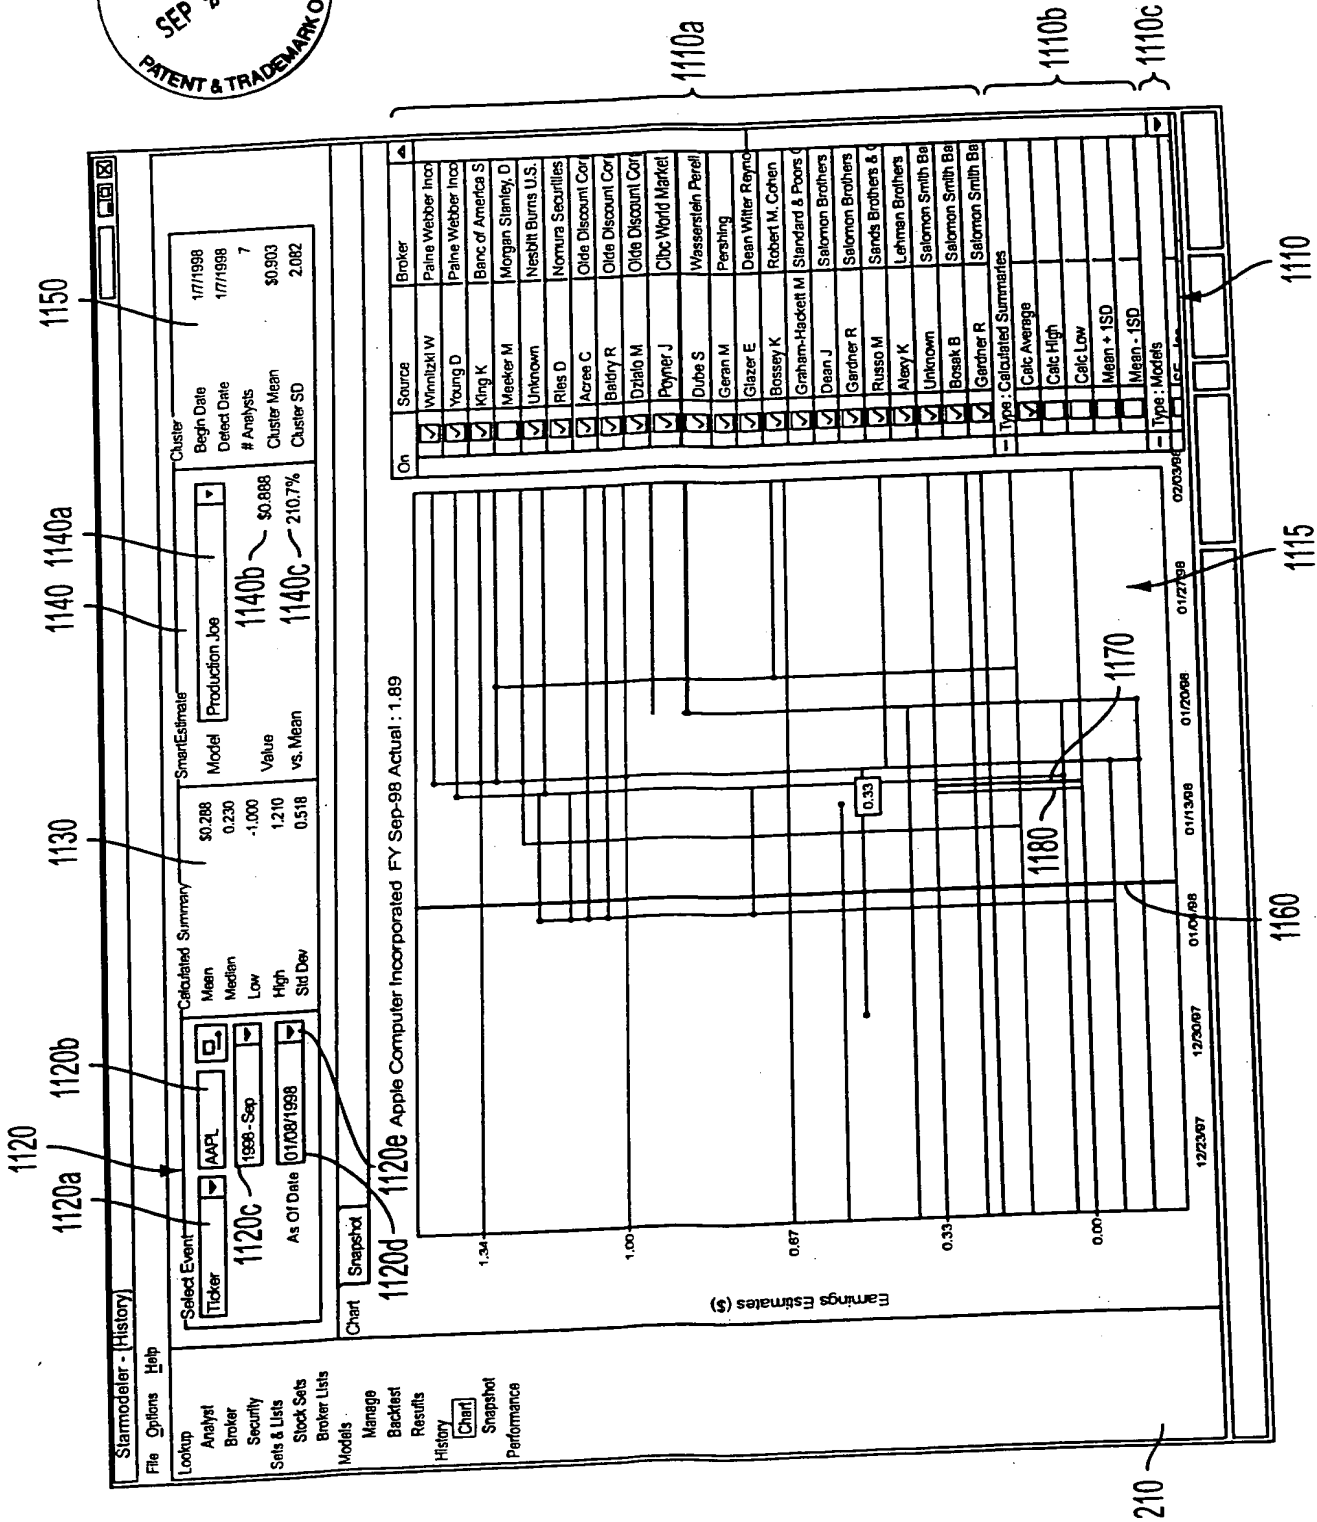 SEP
PATENT & TRADEMARK O
Starmodeler - [History]
File Options Help
Lookup
Analyst
Broker
Security
Sets & Lists
Stock Sets
Broker Lists
Models
Manage
Backtest
Results
History
Chart
Snapshot
Performance
210
1120
1120a
1120b
Select Event
Ticker AAPL
1120c 1998 - Sep
As Of Date 01/08/1998
1120d
1120e
1130
Calculated Summary
Mean $0.288
Median 0.230
Low -1.000
High 1.210
Std Dev 0.518
1140
1140a
SmartEstimate
Model Production Joe
Value 1140b $0.888
vs. Mean 1140c 210.7%
1150
Cluster
Begin Date 1/7/1998
Detect Date 1/7/1998
# Analysts 7
Cluster Mean $0.903
Cluster SD 2.082
Chart Snapshot
Apple Computer Incorporated FY Sep-98 Actual : 1.89
Earnings Estimates ($)
1.34
1.00
0.67
0.33
0.00
0.33
1180
1170
12/23/97 12/30/97 01/06/98 01/13/98 01/20/98 01/27/98 02/03/98
1160
1115
1110
On Source Broker
Winnitzki W Paine Webber Inco
Young D Paine Webber Inco
King K Banc of America S
Meeker M Morgan Stanley, D
Unknown Nesbitt Burns U.S.
Ries D Nomura Securities
Acree C Olde Discount Corp
Baldry R Olde Discount Corp
Dzialo M Olde Discount Corp
Poyner J Cibc World Market
Dube S Wasserstein Perell
Geran M Pershing
Glazer E Dean Witter Reyno
Bossey K Robert M. Cohen
Graham-Hackett M Standard & Poors
Dean J Salomon Brothers
Gardner R Salomon Brothers
Russo M Sands Brothers &
Alexy K Lehman Brothers
Unknown Salomon Smith Ba
Bosak B Salomon Smith Ba
Gardner R Salomon Smith Ba
Type : Calculated Summaries
Calc Average
Calc High
Calc Low
Mean + 1SD
Mean - 1SD
Type : Models
1110a
1110b
1110c